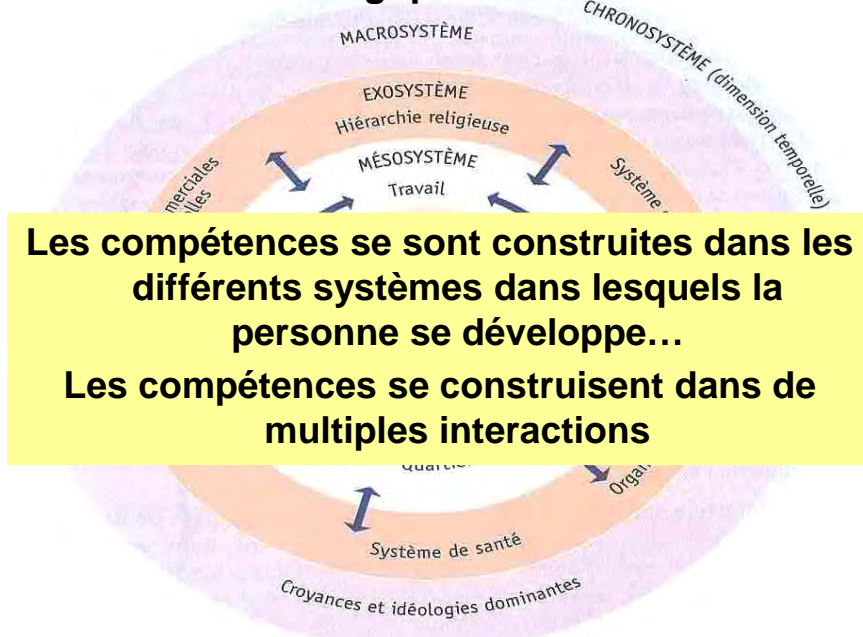 CHRONOSYSTÈME (dimension temporelle)
MACROSYSTÈME
EXOSYSTÈME
Hiérarchie religieuse
MÉSOSYSTÈME
Travail
Système
Les compétences se sont construites dans les
différents systèmes dans lesquels la
personne se développe…
Les compétences se construisent dans de
multiples interactions
Système de santé
Croyances et idéologies dominantes